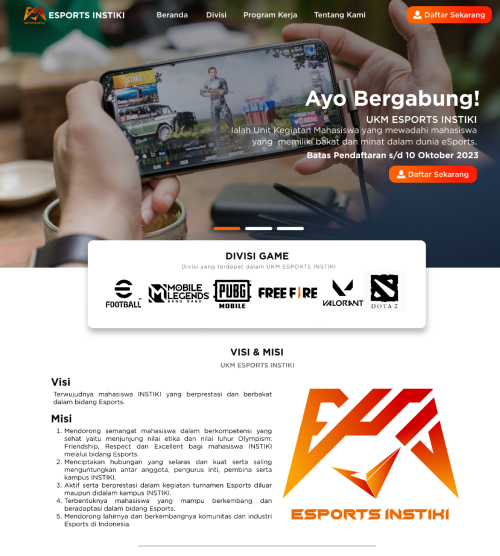 ESPORTS INSTIKI
Beranda
Divisi
Program Kerja
Tentang Kami
Daftar Sekarang
Ayo Bergabung!
UKM ESPORTS INSTIKI
Ialah Unit Kegiatan Mahasiswa yang mewadahi mahasiswa
yang memiliki bakat dan minat dalam dunia eSports.
Batas Pendaftaran s/d 10 Oktober 2023
Daftar Sekarang
DIVISI GAME
Divisi yang terdapat dalam UKM ESPORTS INSTIKI
FOOTBALL
MOBILE
LEGENDS
BANG BANG
PUBG
MOBILE
FREE FIRE
VALORANT
DOTA 2
VISI & MISI
UKM ESPORTS INSTIKI
Visi
Terwujudnya mahasiswa INSTIKI yang berprestasi dan berbakat
dalam bidang Esports.
Misi
1. Mendorong semangat mahasiswa dalam berkompetensi yang
sehat yaitu menjunjung nilai etika dan nilai luhur Olympism:
Friendship, Respect dan Excellent bagi mahasiswa INSTIKI
melalui bidang Esports.
2. Menciptakan hubungan yang selaras dan kuat serta saling
menguntungkan antar anggota, pengurus inti, pembina serta
kampus INSTIKI.
3. Aktif serta berprestasi dalam kegiatan turnamen Esports diluar
maupun didalam kampus INSTIKI.
4. Terbentuknya mahasiswa yang mampu berkembang dan
beradaptasi dalam bidang Esports.
5. Mendorong lahirnya dan berkembangnya komunitas dan industri
Esports di Indonesia.
ESPORTS INSTIKI